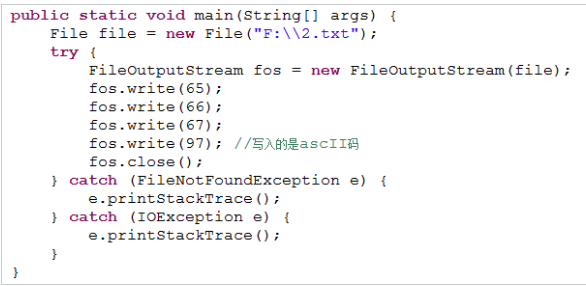 public static void main(String[] args) {
    File file = new File("F:\\2.txt");
    try {
        FileOutputStream fos = new FileOutputStream(file);
        fos.write(65);
        fos.write(66);
        fos.write(67);
        fos.write(97); //写入的是ascII码
        fos.close();
    } catch (FileNotFoundException e) {
        e.printStackTrace();
    } catch (IOException e) {
        e.printStackTrace();
    }
}